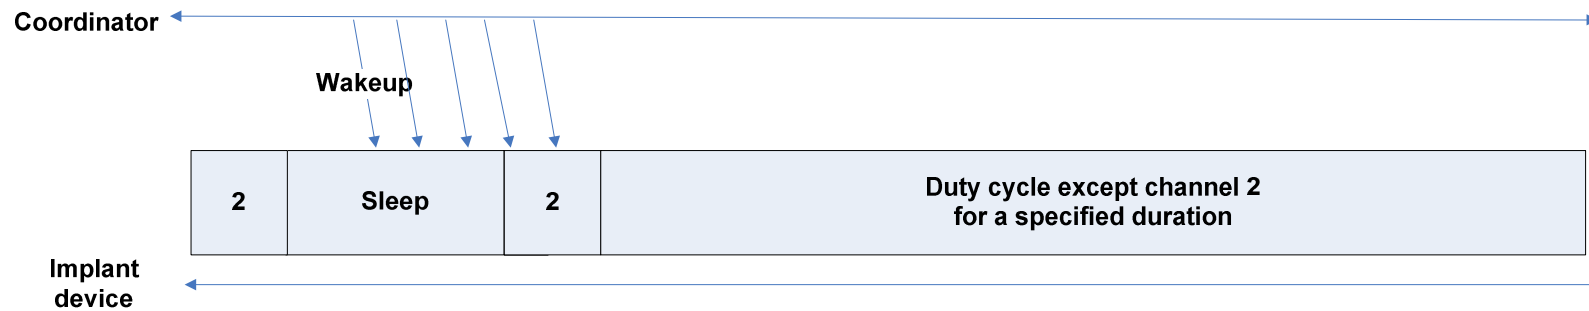 Coordinator
Wakeup
2
Sleep
2
Duty cycle except channel 2
for a specified duration
Implant
device